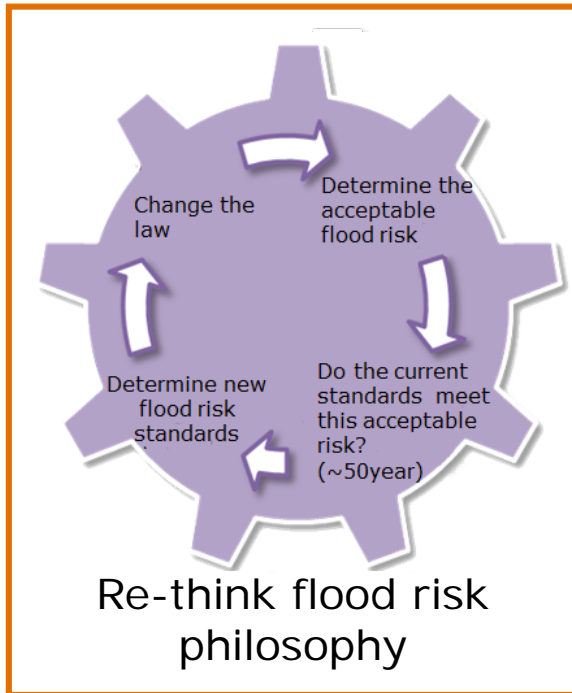 Change the
law
Determine the
acceptable
flood risk
Do the current
standards meet
this acceptable
risk?
(~50year)
Determine new
flood risk
standards
Re-think flood risk
philosophy